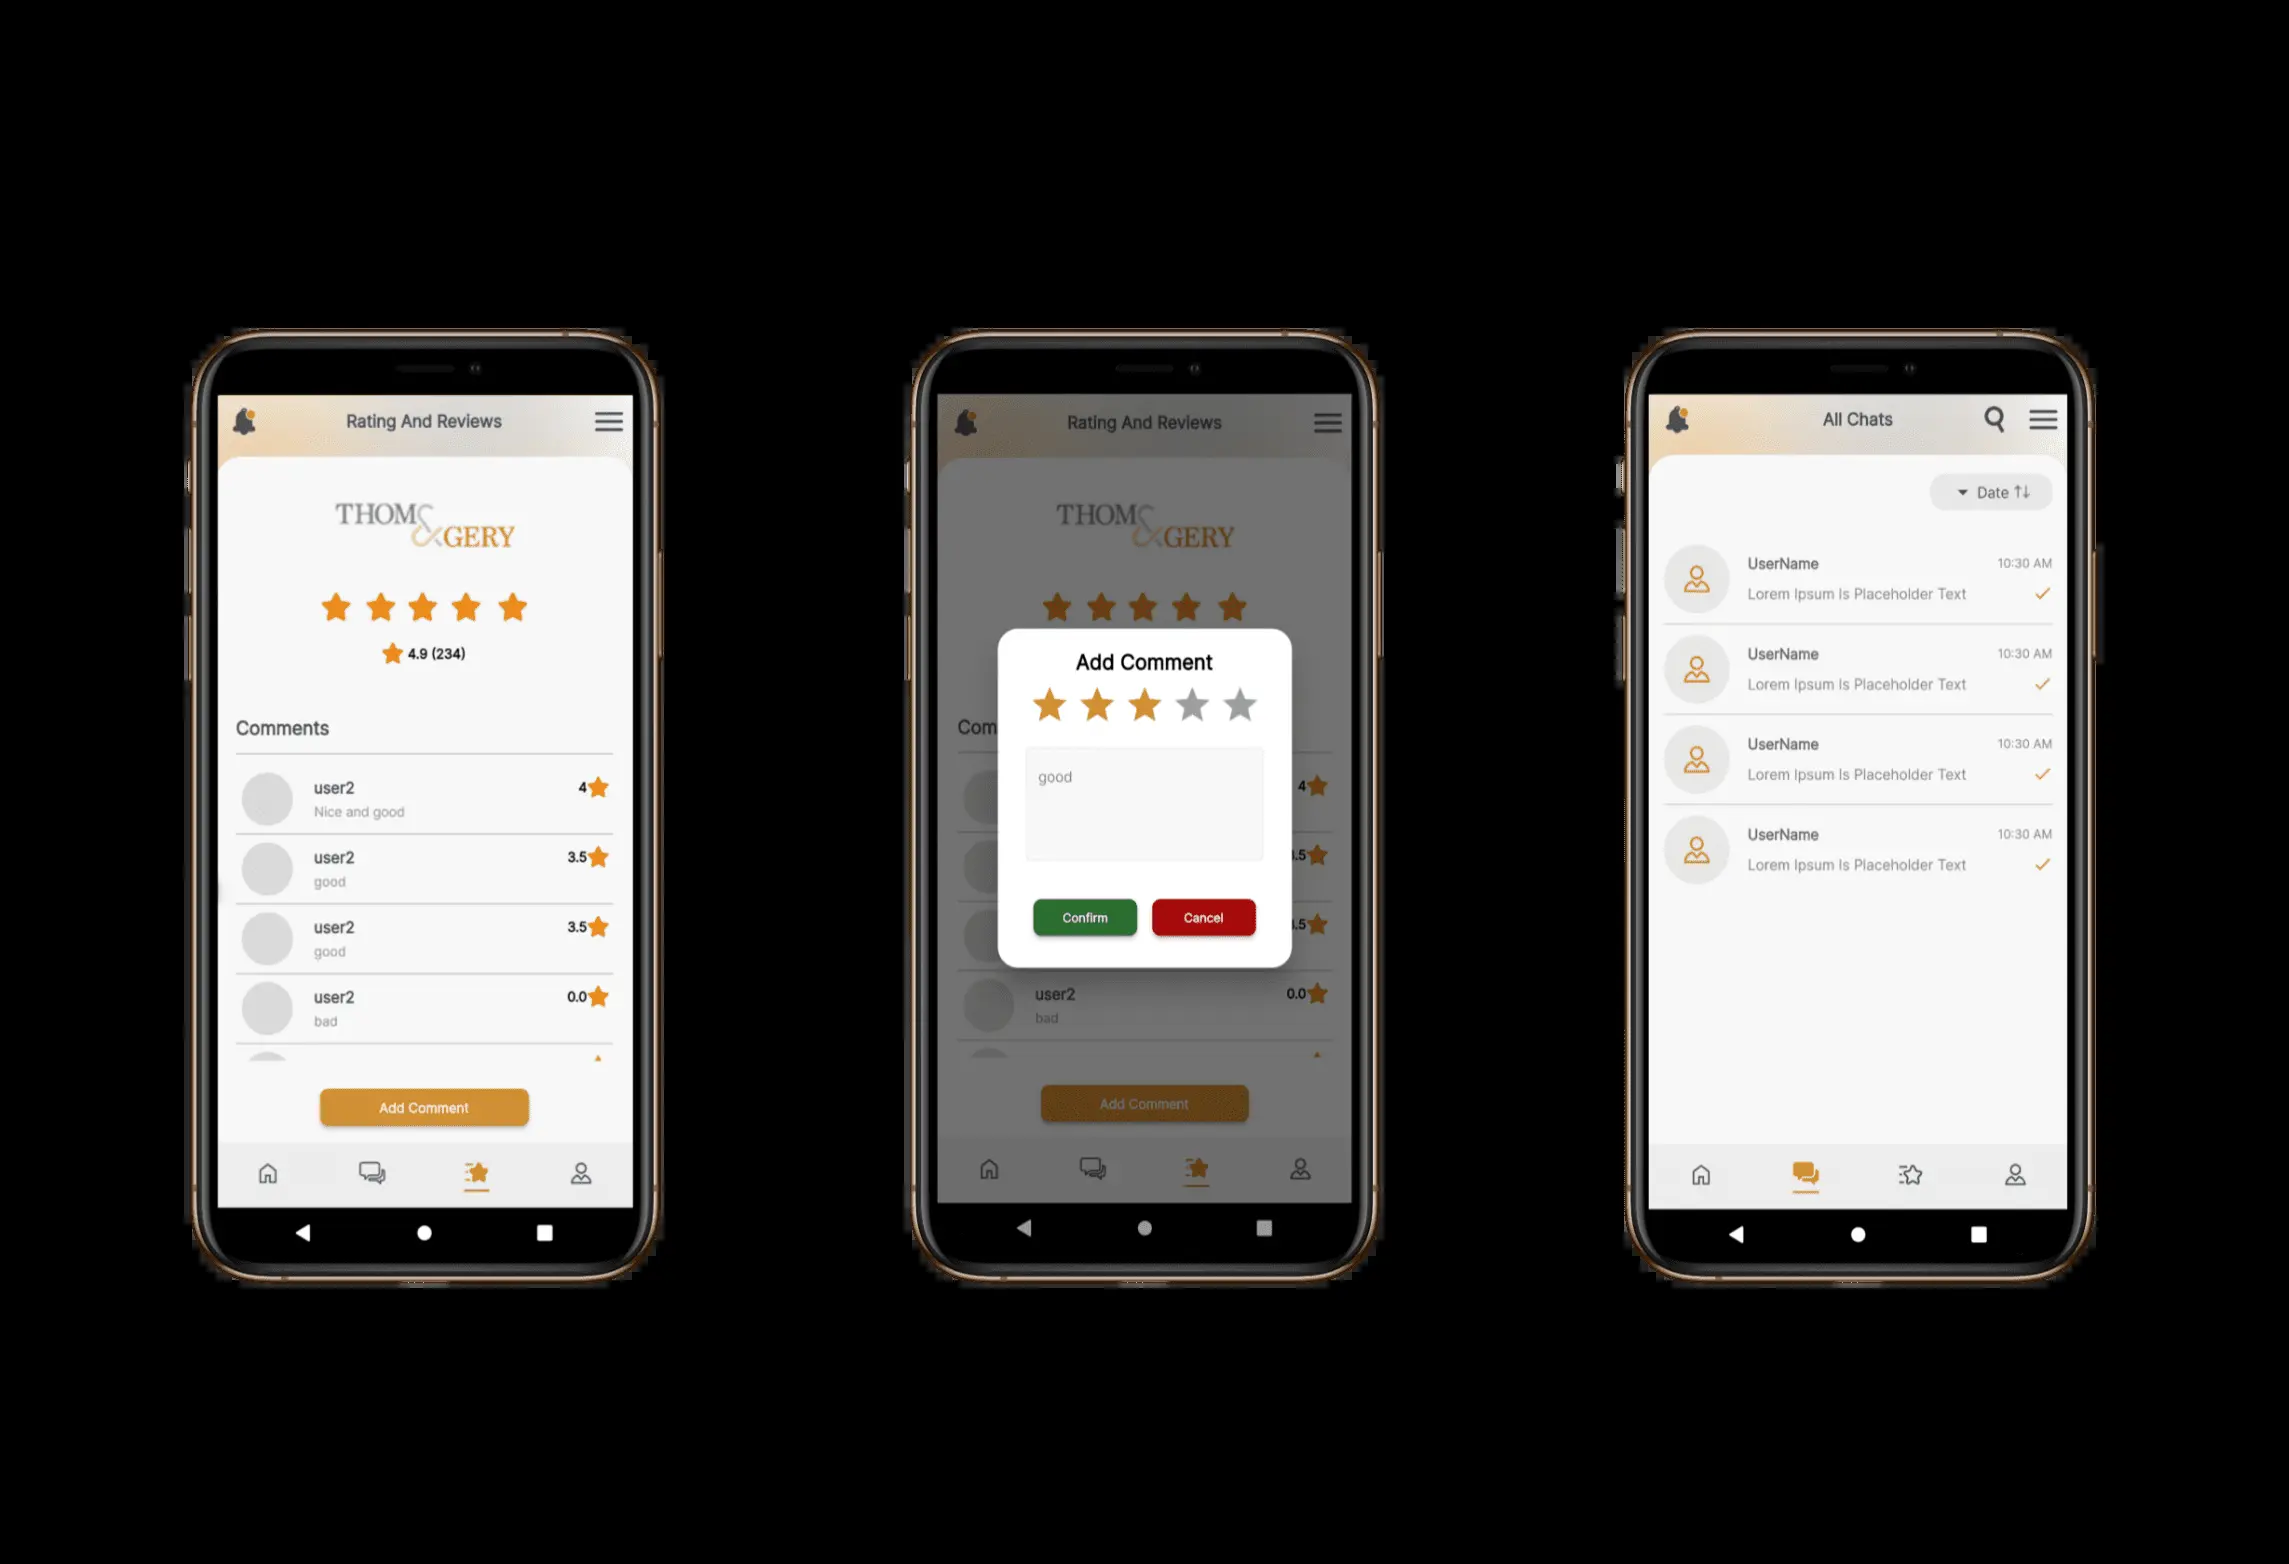 Rating And Reviews
THOM&GERY
4.9 (234)
Comments
user2
4
Nice and good
user2
3.5
good
user2
3.5
good
user2
0.0
bad
Add Comment
Rating And Reviews
THOM&GERY
Add Comment
Com
good
4
.5
Confirm
Cancel
.5
user2
0.0
bad
Add Comment
All Chats
Date
UserName
10:30 AM
Lorem Ipsum Is Placeholder Text
UserName
10:30 AM
Lorem Ipsum Is Placeholder Text
UserName
10:30 AM
Lorem Ipsum Is Placeholder Text
UserName
10:30 AM
Lorem Ipsum Is Placeholder Text